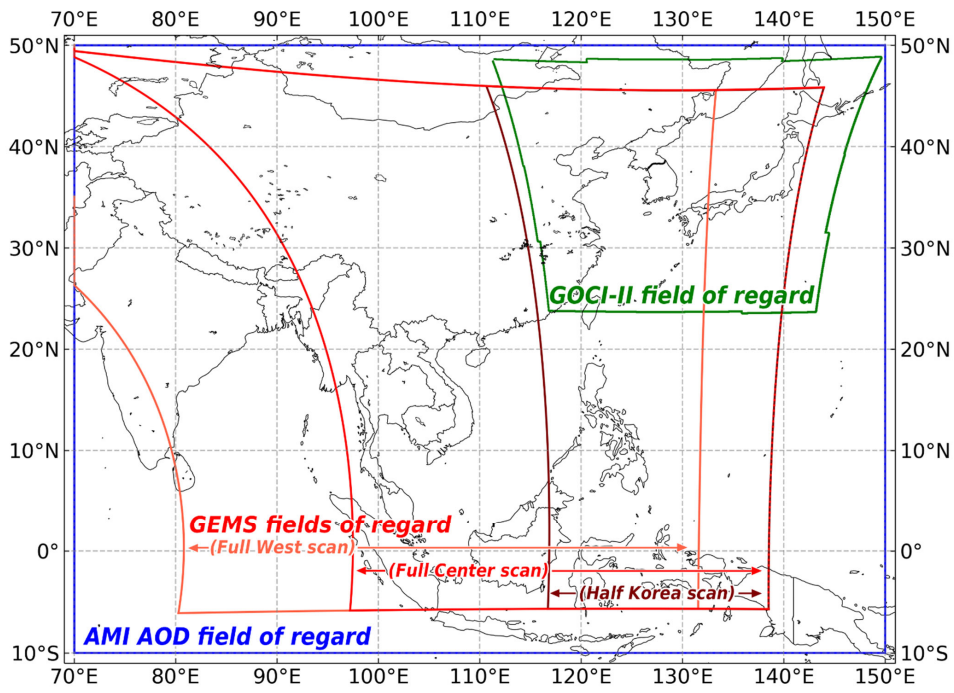 70°E 80°E 90°E 100°E 110°E 120°E 130°E 140°E 150°E
50°N 50°N
40°N 40°N
30°N 30°N
GOCI-II field of regard
20°N 20°N
10°N 10°N
GEMS fields of regard
0° (Full West scan) 0°
(Full Center scan)
(Half Korea scan)
AMI AOD field of regard
10°S 10°S
70°E 80°E 90°E 100°E 110°E 120°E 130°E 140°E 150°E